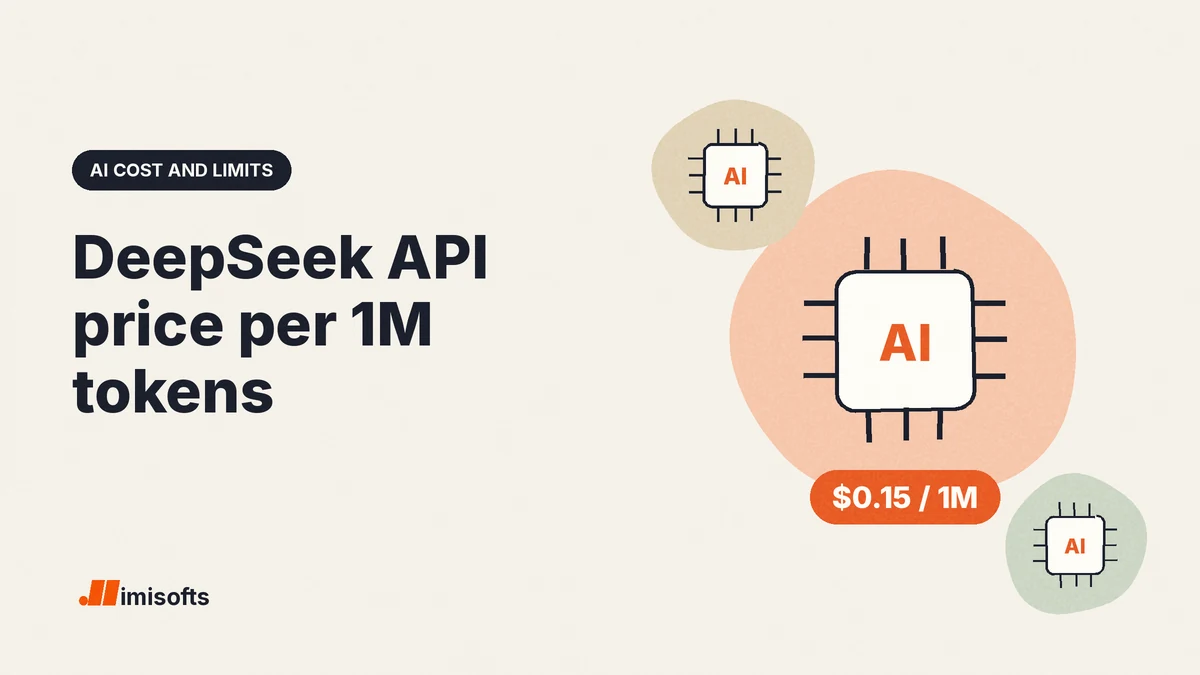 AI COST AND LIMITS
DeepSeek API
price per 1M
tokens
AI
AI
$0.15 / 1M
AI
imisofts